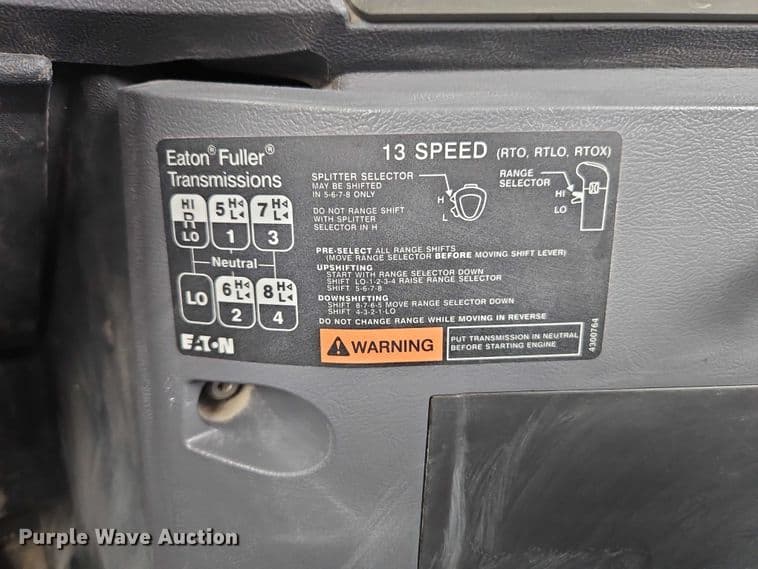 Eaton® Fuller®
Transmissions
13 SPEED (RTO, RTLO, RTOX)
HI
R
LO
5 H L
1
7 H L
3
Neutral
LO
6 H L
2
8 H L
4
EATON
SPLITTER SELECTOR
MAY BE SHIFTED
IN 5-6-7-8 ONLY
H
L
DO NOT RANGE SHIFT
WITH SPLITTER
SELECTOR IN H
RANGE
SELECTOR
HI
LO
PRE-SELECT ALL RANGE SHIFTS
(MOVE RANGE SELECTOR BEFORE MOVING SHIFT LEVER)
UPSHIFTING
START WITH RANGE SELECTOR DOWN
SHIFT LO-1-2-3-4 RAISE RANGE SELECTOR
SHIFT 5-6-7-8
DOWNSHIFTING
SHIFT 8-7-6-5 MOVE RANGE SELECTOR DOWN
SHIFT 4-3-2-1-LO
DO NOT CHANGE RANGE WHILE MOVING IN REVERSE
WARNING
PUT TRANSMISSION IN NEUTRAL
BEFORE STARTING ENGINE
4300764
Purple Wave Auction